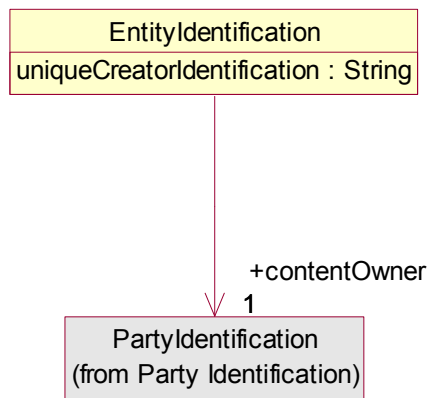 EntityIdentification
uniqueCreatorIdentification : String
+contentOwner
1
PartyIdentification
(from Party Identification)